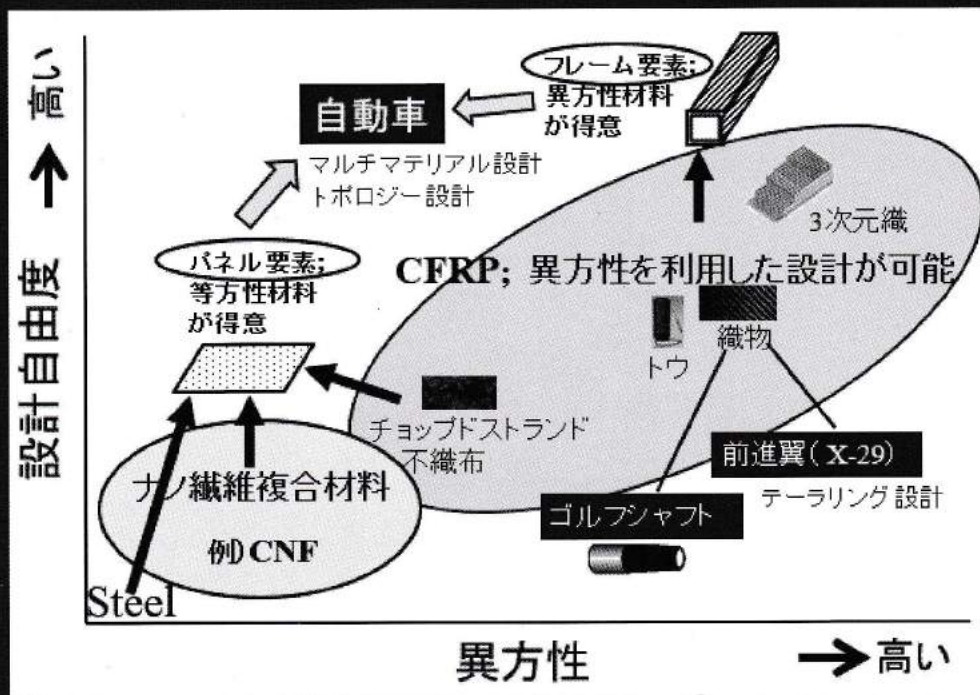 フレーム要素;
異方性材料
が得意
自動車
マルチマテリアル設計
トポロジー設計
3次元織
パネル要素;
等方性材料
が得意
CFRP; 異方性を利用した設計が可能
トウ
織物
チョップドストランド
不織布
前進翼(X-29)
テーラリング設計
ゴルフシャフト
ナノ繊維複合材料
例) CNF
Steel
設計自由度 → 高い
異方性 → 高い